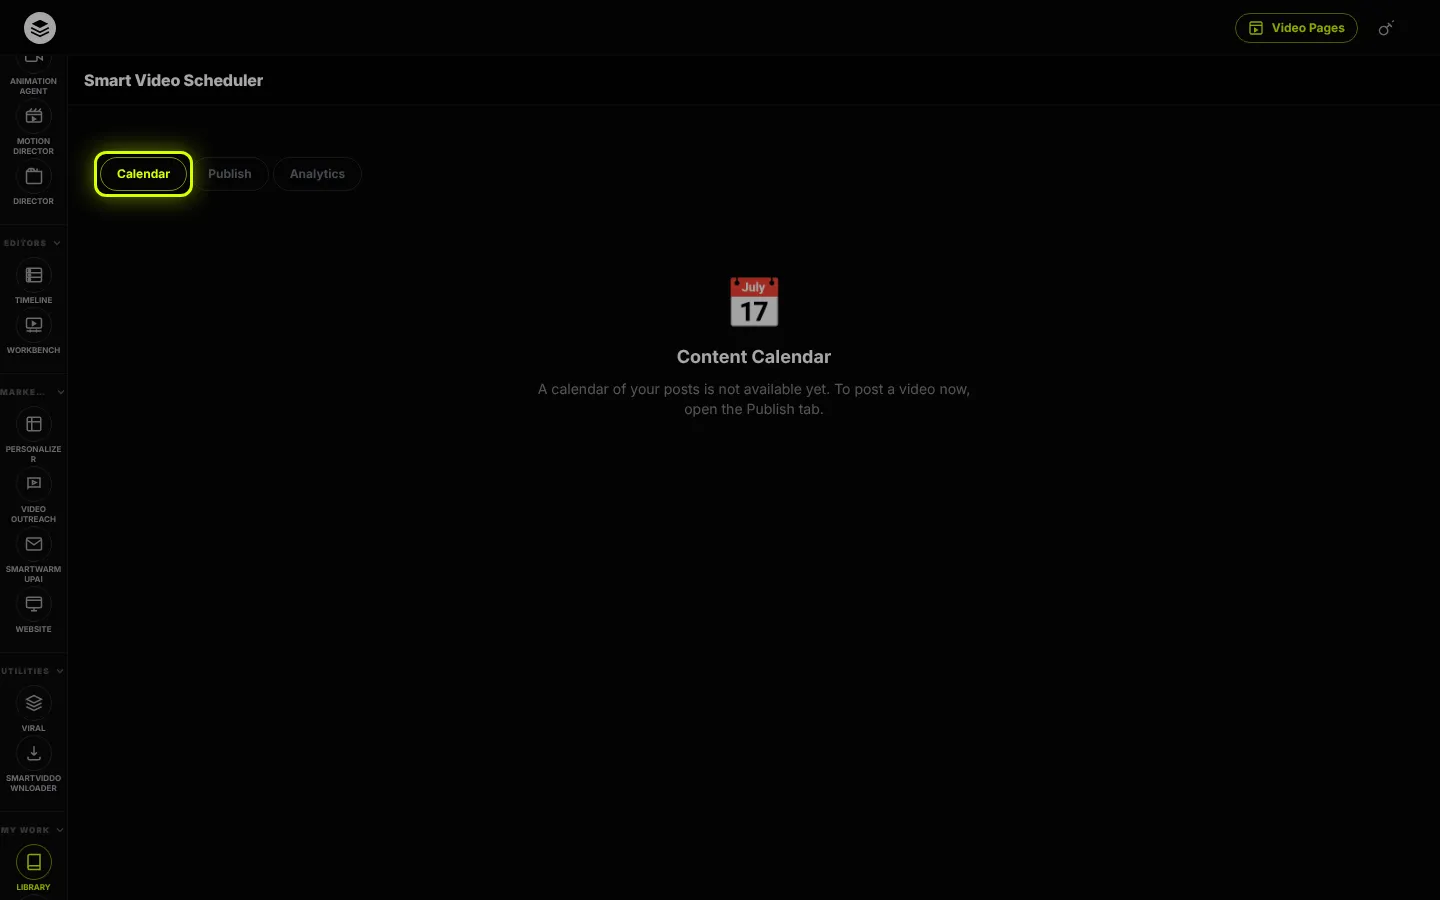 Video Pages
Smart Video Scheduler
ANIMATION
AGENT
MOTION
DIRECTOR
DIRECTOR
EDITORS
TIMELINE
WORKBENCH
MARKE...
PERSONALIZE
R
VIDEO
OUTREACH
SMARTWARM
UPAI
WEBSITE
UTILITIES
VIRAL
SMARTVIDDO
WNLOADER
MY WORK
LIBRARY
Calendar
Publish
Analytics
July
17
Content Calendar
A calendar of your posts is not available yet. To post a video now,
open the Publish tab.